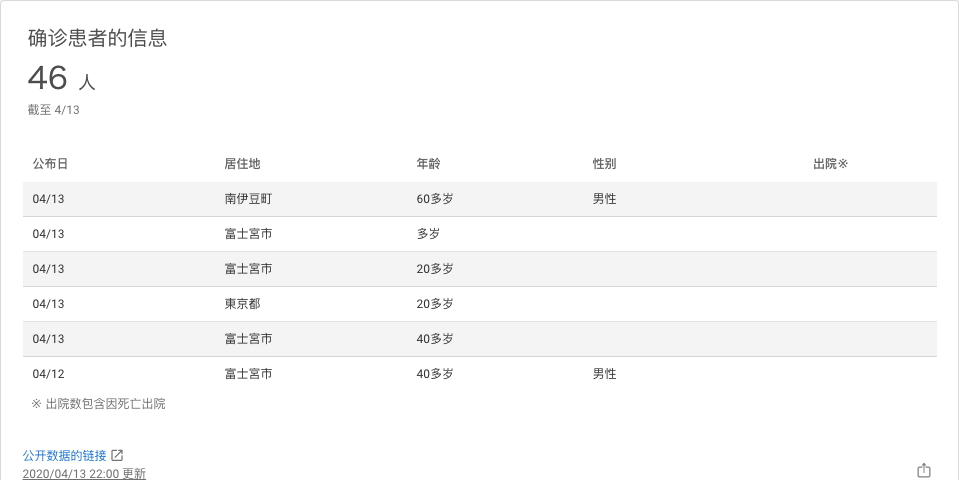 确诊患者的信息
46 人
截至 4/13
公布日 居住地 年龄 性别 出院※
04/13 南伊豆町 60多岁 男性
04/13 富士宮市 多岁
04/13 富士宮市 20多岁
04/13 東京都 20多岁
04/13 富士宮市 40多岁
04/12 富士宮市 40多岁 男性
※ 出院数包含因死亡出院
公开数据的链接
2020/04/13 22:00 更新